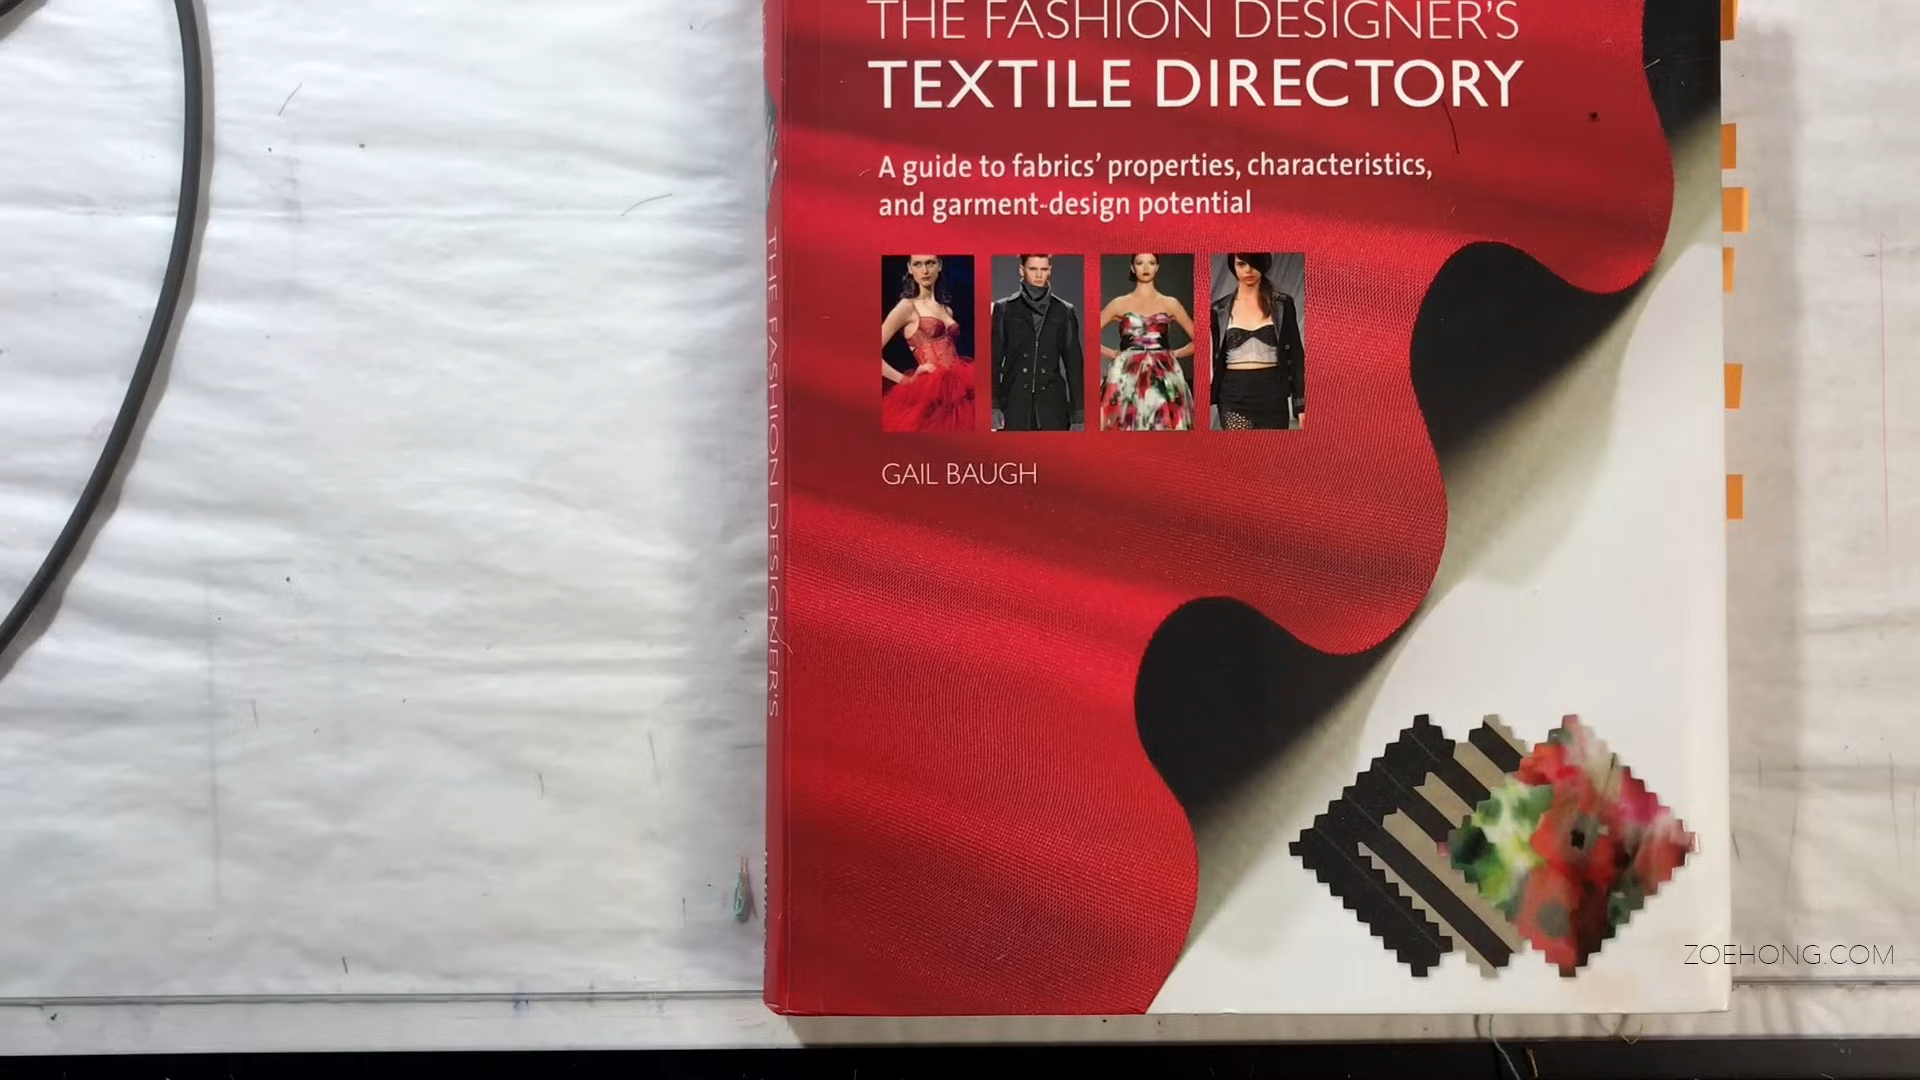 THE FASHION DESIGNER'S
TEXTILE DIRECTORY
A guide to fabrics' properties, characteristics,
and garment-design potential
GAIL BAUGH
THE FASHION DESIGNER'S
ZOEHONG.COM